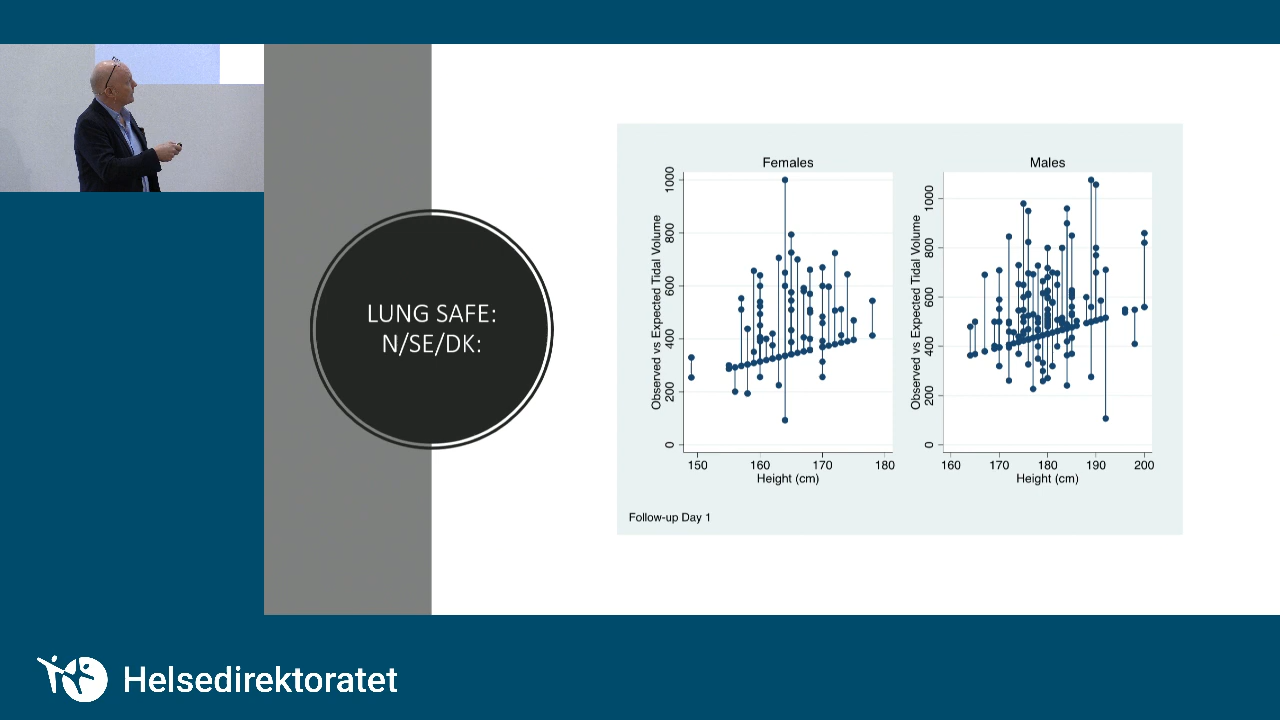 LUNG SAFE:
N/SE/DK:
Females
Males
Observed vs Expected Tidal Volume
0
200
400
600
800
1000
150
160
170
180
Height (cm)
Observed vs Expected Tidal Volume
0
200
400
600
800
1000
160
170
180
190
200
Height (cm)
Follow-up Day 1
Helsedirektoratet